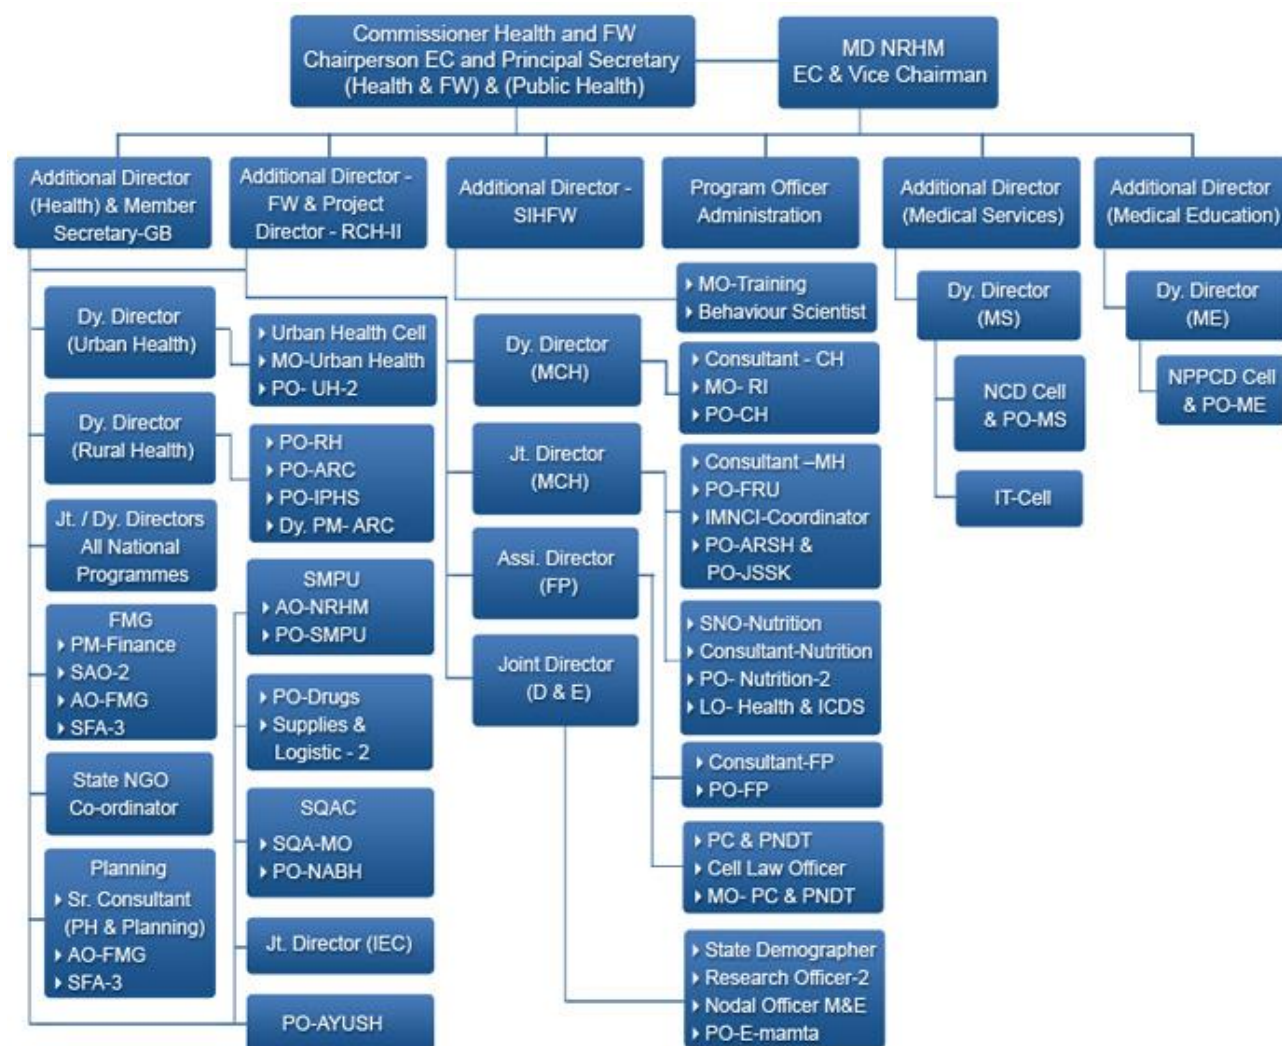 Commissioner Health and FW
Chairperson EC and Principal Secretary
(Health & FW) & (Public Health)
MD NRHM
EC & Vice Chairman
Additional Director
(Health) & Member
Secretary-GB
Additional Director -
FW & Project
Director - RCH-II
Additional Director -
SIHFW
Program Officer
Administration
Additional Director
(Medical Services)
Additional Director
(Medical Education)
Dy. Director
(Urban Health)
Dy. Director
(Rural Health)
Jt. / Dy. Directors
All National
Programmes
FMG
PM-Finance
SAO-2
AO-FMG
SFA-3
State NGO
Co-ordinator
Planning
Sr. Consultant
(PH & Planning)
AO-FMG
SFA-3
Urban Health Cell
MO-Urban Health
PO- UH-2
PO-RH
PO-ARC
PO-IPHS
Dy. PM- ARC
SMPU
AO-NRHM
PO-SMPU
PO-Drugs
Supplies &
Logistic - 2
SQAC
SQA-MO
PO-NABH
Jt. Director (IEC)
PO-AYUSH
Dy. Director
(MCH)
Jt. Director
(MCH)
Assi. Director
(FP)
Joint Director
(D & E)
MO-Training
Behaviour Scientist
Consultant - CH
MO- RI
PO-CH
Consultant –MH
PO-FRU
IMNCI-Coordinator
PO-ARSH &
PO-JSSK
SNO-Nutrition
Consultant-Nutrition
PO- Nutrition-2
LO- Health & ICDS
Consultant-FP
PO-FP
PC & PNDT
Cell Law Officer
MO- PC & PNDT
State Demographer
Research Officer-2
Nodal Officer M&E
PO-E-mamta
Dy. Director
(MS)
NCD Cell
& PO-MS
IT-Cell
Dy. Director
(ME)
NPPCD Cell
& PO-ME